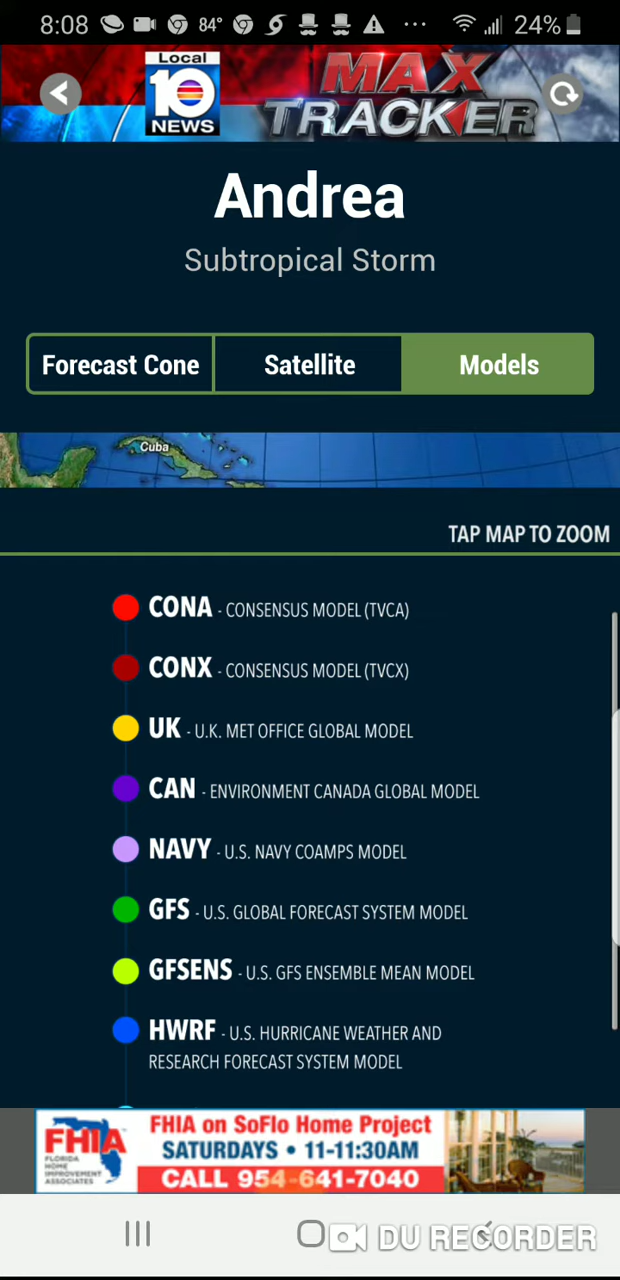 8:08 84° 24%
Local
10
NEWS
MAX
TRACKER
Andrea
Subtropical Storm
Forecast Cone Satellite Models
Cuba
TAP MAP TO ZOOM
CONA - CONSENSUS MODEL (TVCA)
CONX - CONSENSUS MODEL (TVCX)
UK - U.K. MET OFFICE GLOBAL MODEL
CAN - ENVIRONMENT CANADA GLOBAL MODEL
NAVY - U.S. NAVY COAMPS MODEL
GFS - U.S. GLOBAL FORECAST SYSTEM MODEL
GFSENS - U.S. GFS ENSEMBLE MEAN MODEL
HWRF - U.S. HURRICANE WEATHER AND
RESEARCH FORECAST SYSTEM MODEL
FHIA
FLORIDA
HOME
IMPROVEMENT
ASSOCIATES
FHIA on SoFlo Home Project
SATURDAYS • 11-11:30AM
CALL 954-641-7040
DU RECORDER